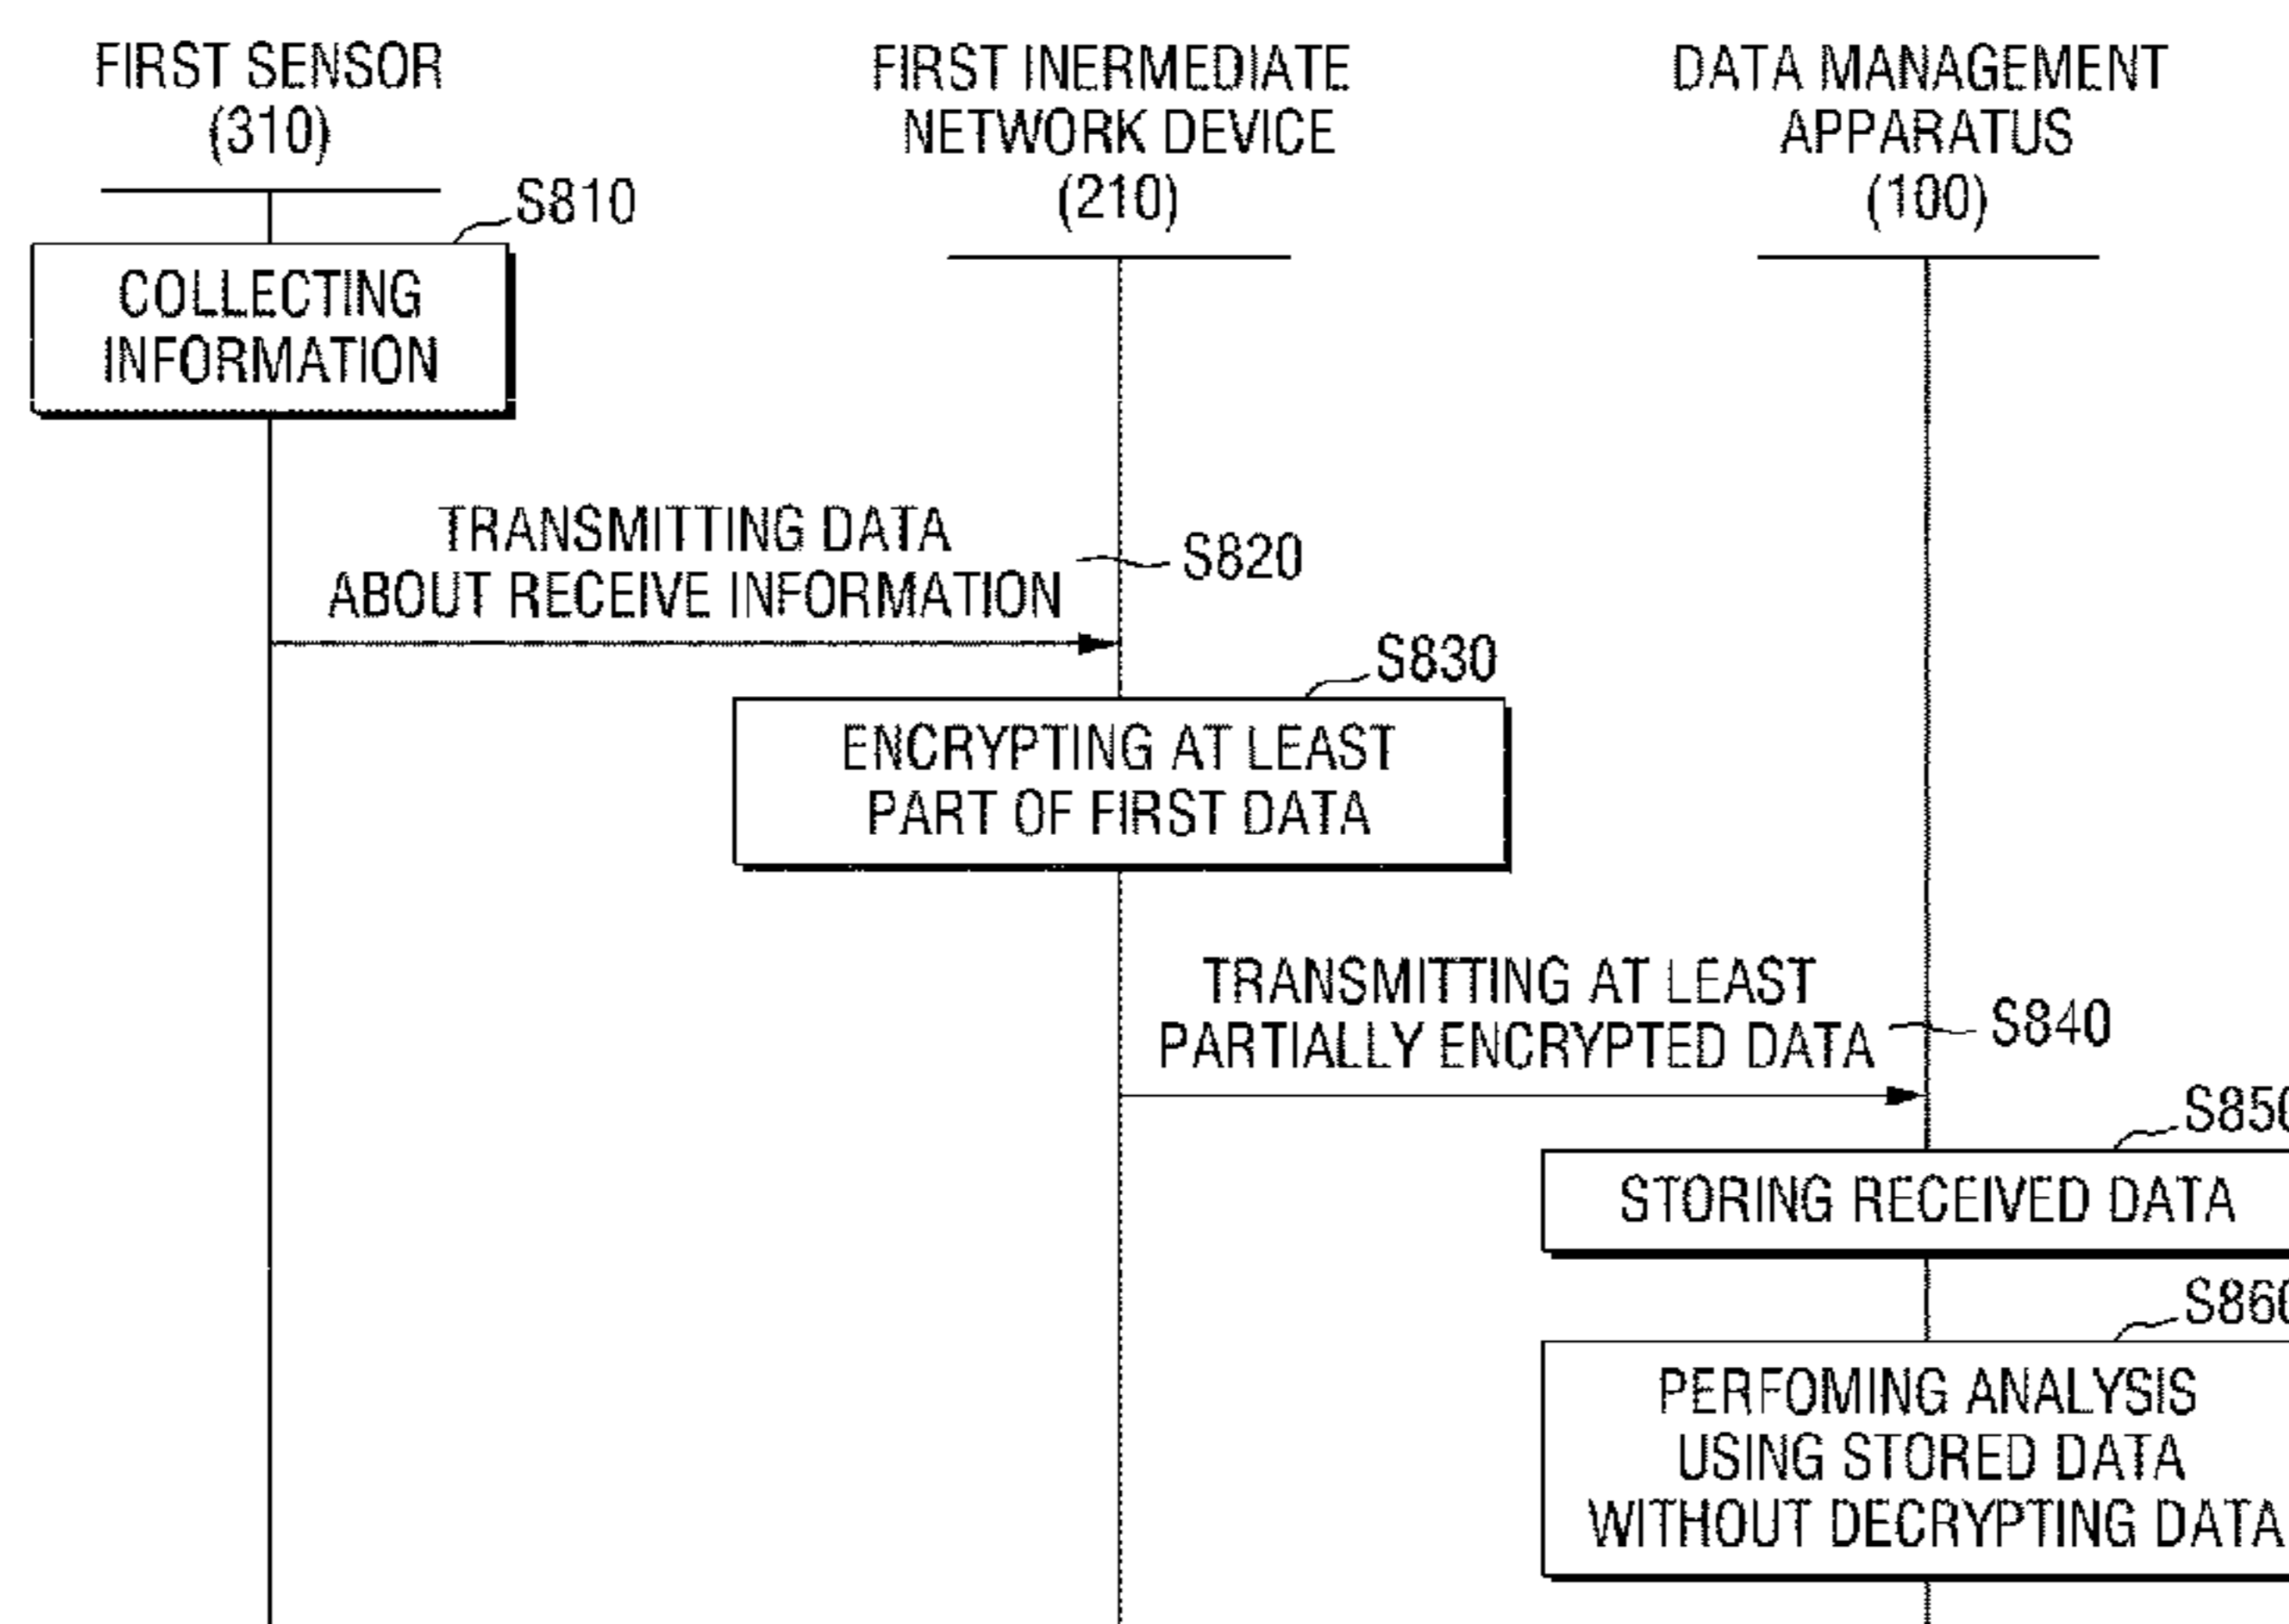 FIRST SENSOR
(310)
FIRST INERMEDIATE
NETWORK DEVICE
(210)
DATA MANAGEMENT
APPARATUS
(100)
S810
COLLECTING
INFORMATION
TRANSMITTING DATA
ABOUT RECEIVE INFORMATION
S820
S830
ENCRYPTING AT LEAST
PART OF FIRST DATA
TRANSMITTING AT LEAST
PARTIALLY ENCRYPTED DATA
S840
S850
STORING RECEIVED DATA
S860
PERFOMING ANALYSIS
USING STORED DATA
WITHOUT DECRYPTING DATA